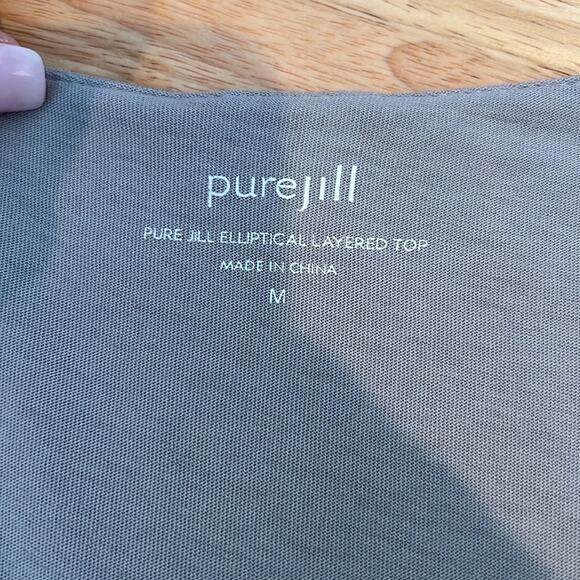 purejill
PURE JILL ELLIPTICAL LAYERED TOP
MADE IN CHINA
M